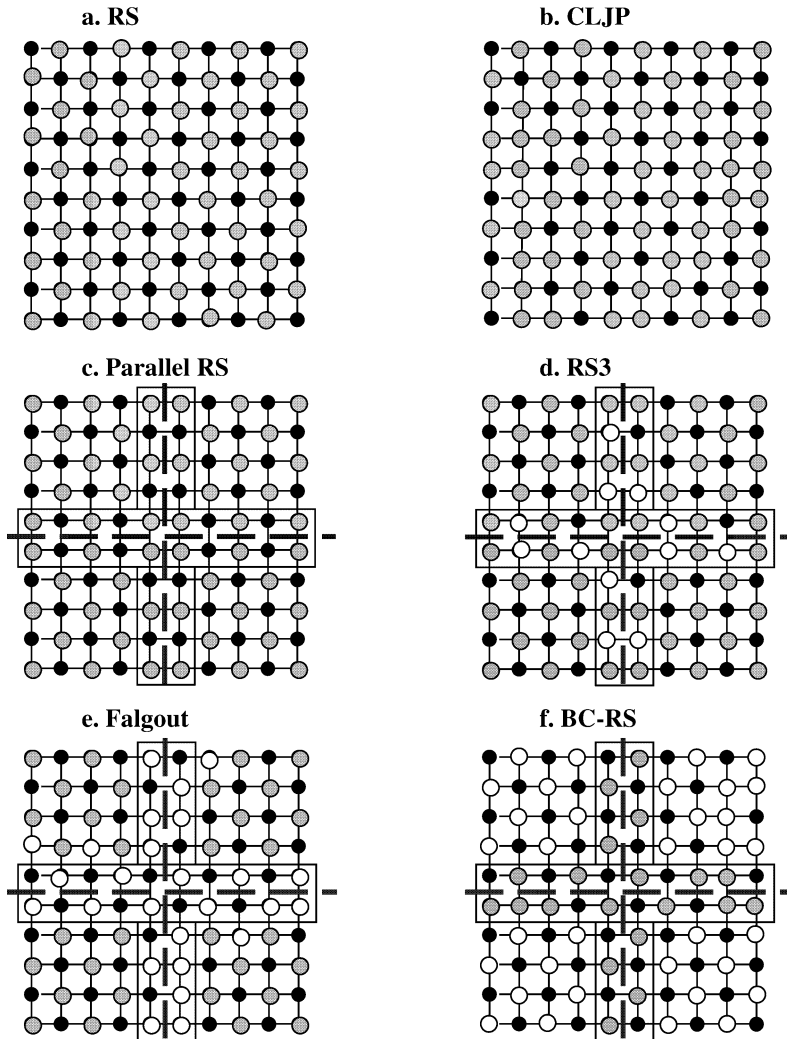 a. RS
b. CLJP
c. Parallel RS
d. RS3
e. Falgout
f. BC-RS